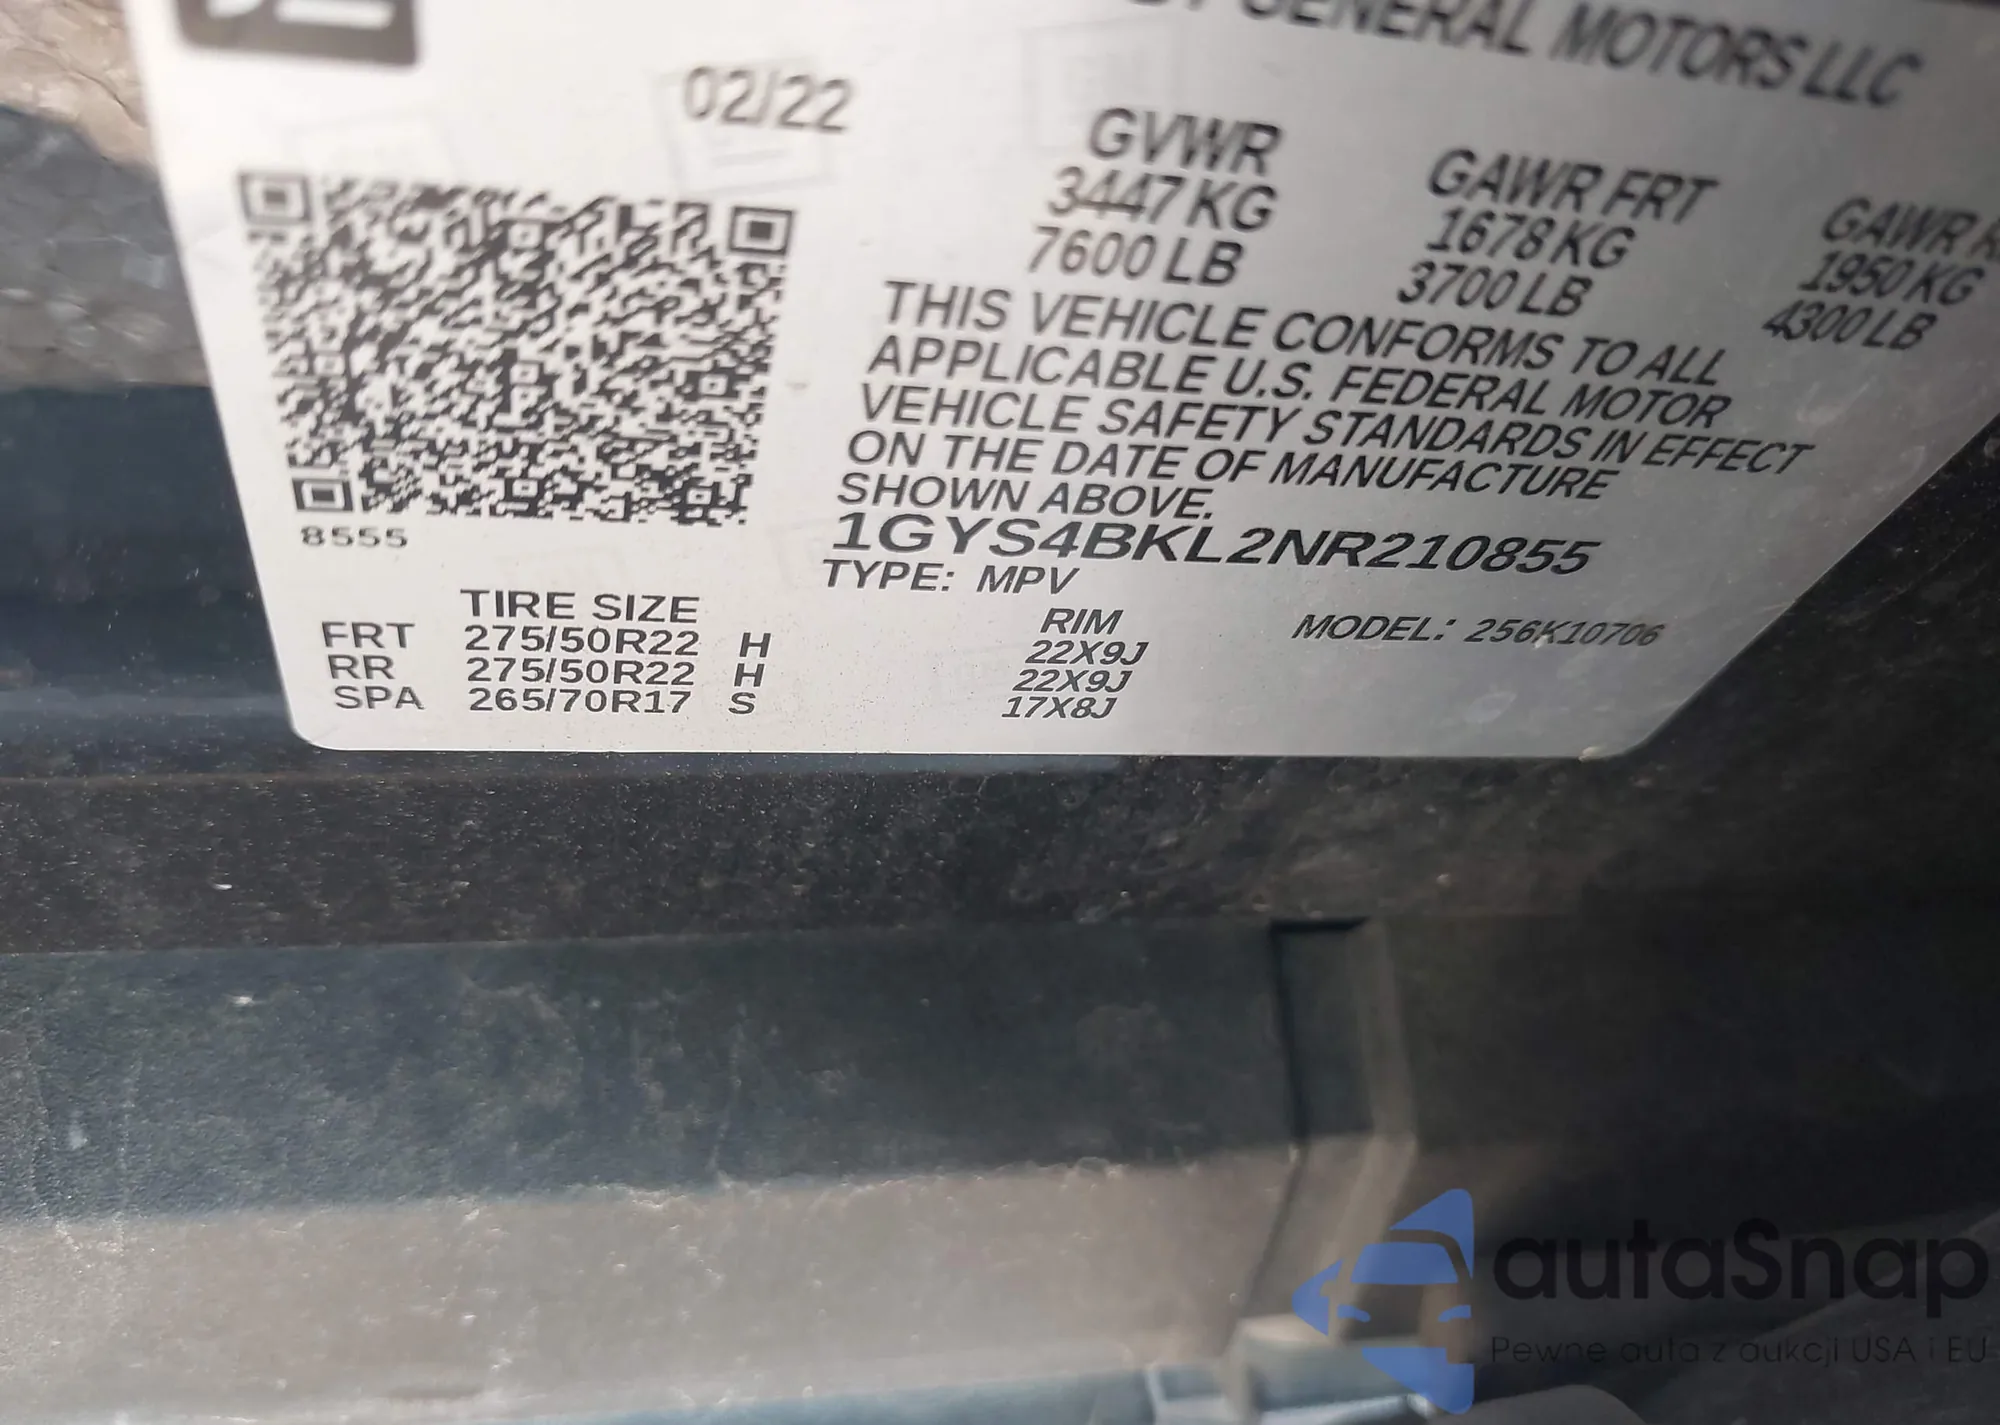 GENERAL MOTORS LLC
02/22
GVWR
3447 KG
7600 LB
GAWR FRT
1678 KG
3700 LB
GAWR
1950 KG
4300 LB
THIS VEHICLE CONFORMS TO ALL
APPLICABLE U.S. FEDERAL MOTOR
VEHICLE SAFETY STANDARDS IN EFFECT
ON THE DATE OF MANUFACTURE
SHOWN ABOVE.
1GYS4BKL2NR210855
TYPE: MPV
8555
TIRE SIZE
RIM
MODEL: 256K10706
FRT 275/50R22 H 22X9J
RR 275/50R22 H 22X9J
SPA 265/70R17 S 17X8J
autaSnap
Pewne auta z aukcji USA i EU